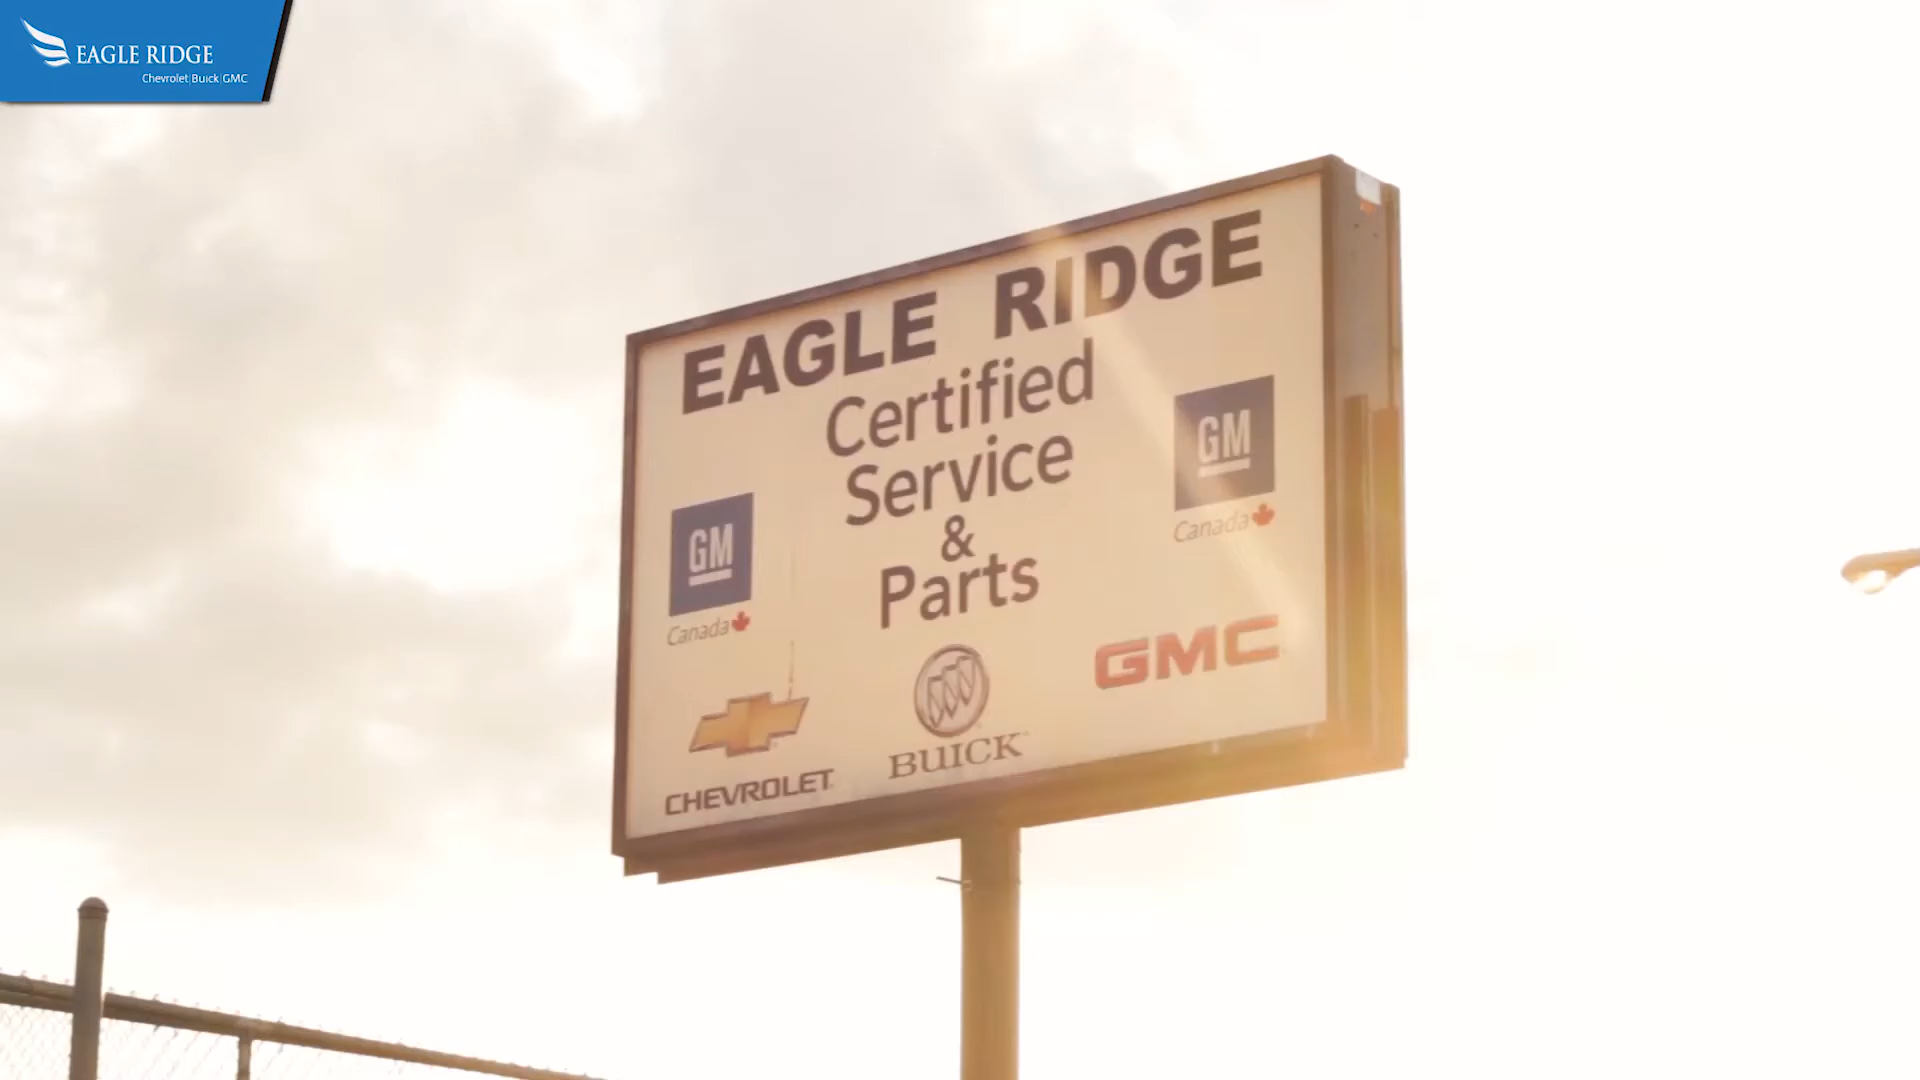 EAGLE RIDGE
Chevrolet|Buick|GMC
EAGLE RIDGE
Certified
Service
&
Parts
GM
Canada
GM
Canada
CHEVROLET
BUICK
GMC